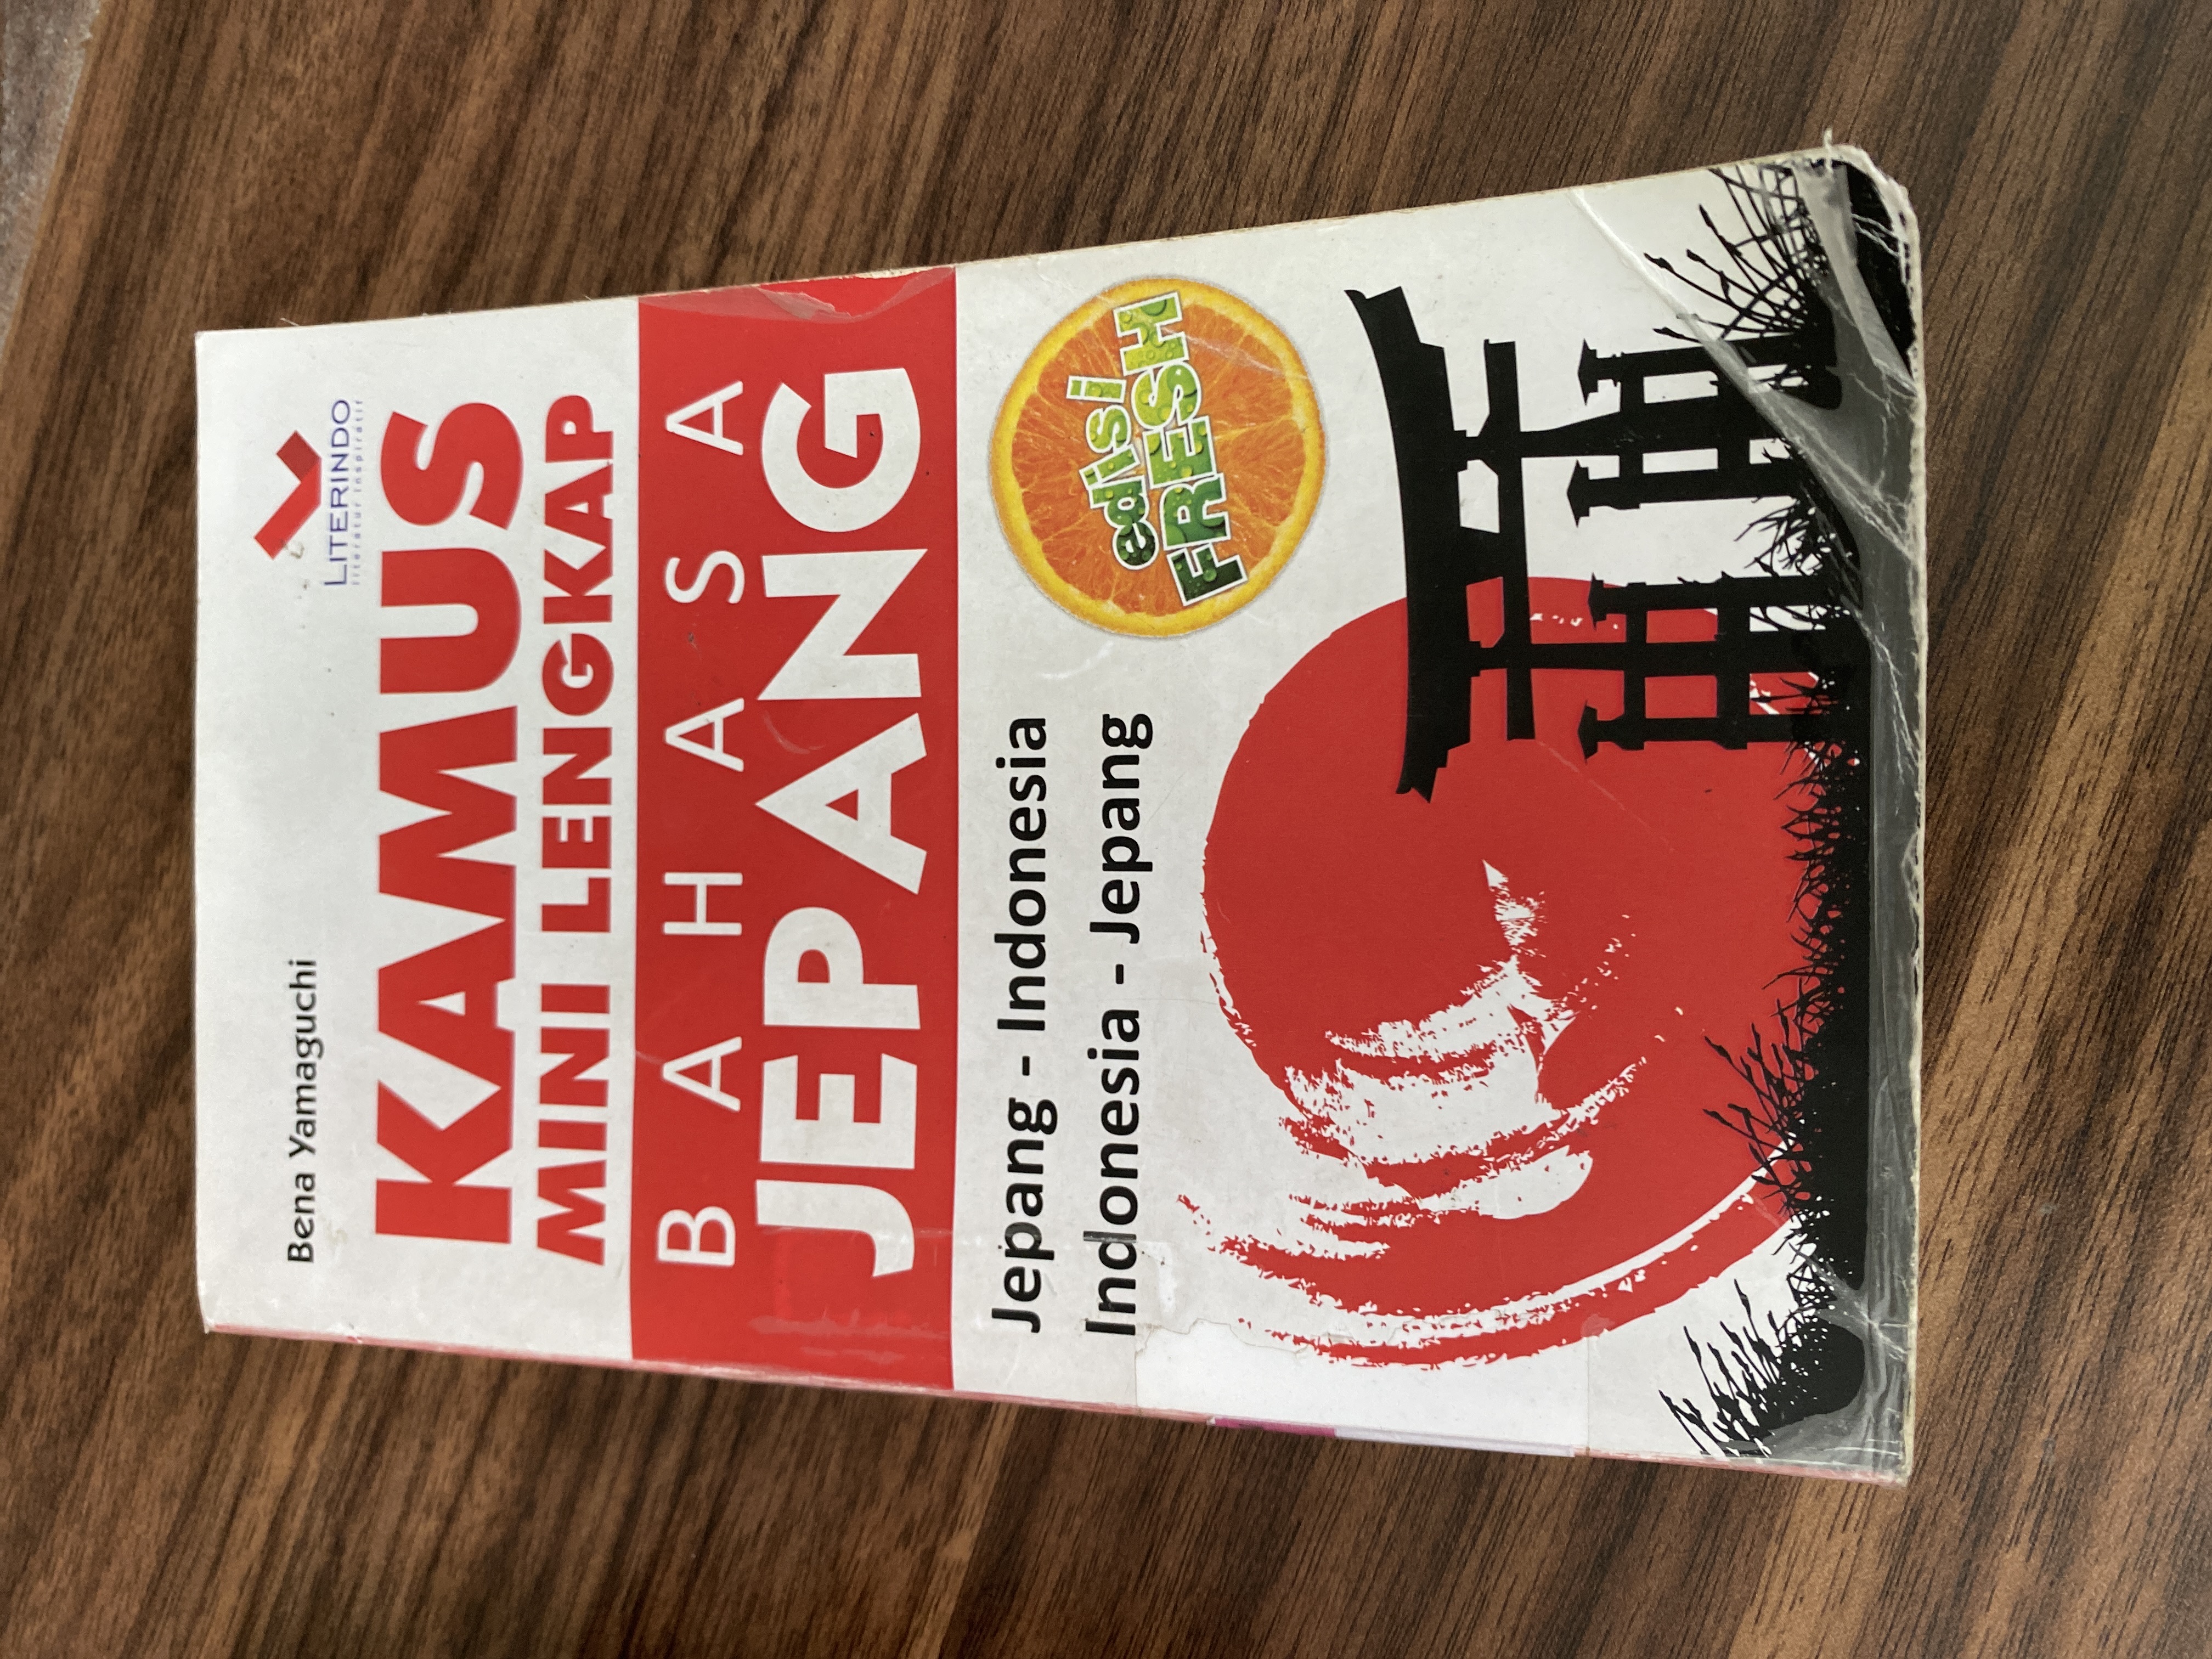 Bena Yamaguchi
LITERINDO
literatur inspiratif
KAMUS
MINI LENGKAP
BAHASA
JEPANG
Jepang - Indonesia
Indonesia - Jepang
edisi
FRESH